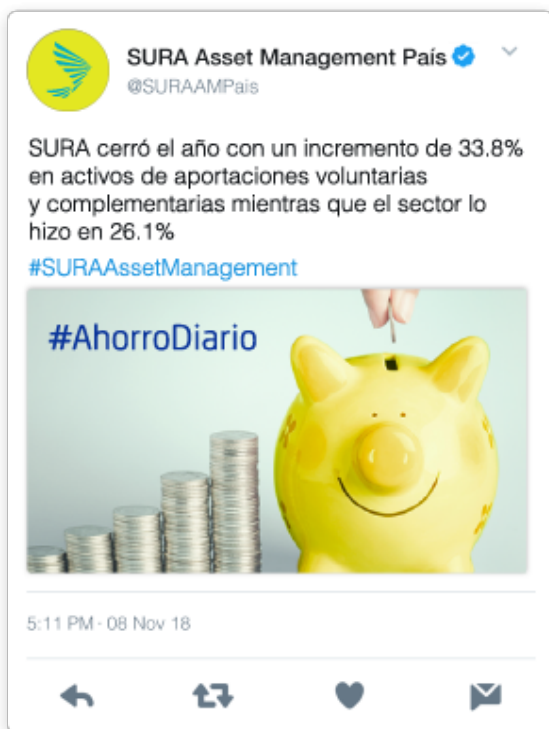 SURA Asset Management País
@SURAAMPais
SURA cerró el año con un incremento de 33.8%
en activos de aportaciones voluntarias
y complementarias mientras que el sector lo
hizo en 26.1%
#SURAAssetManagement
#AhorroDiario
5:11 PM - 08 Nov 18